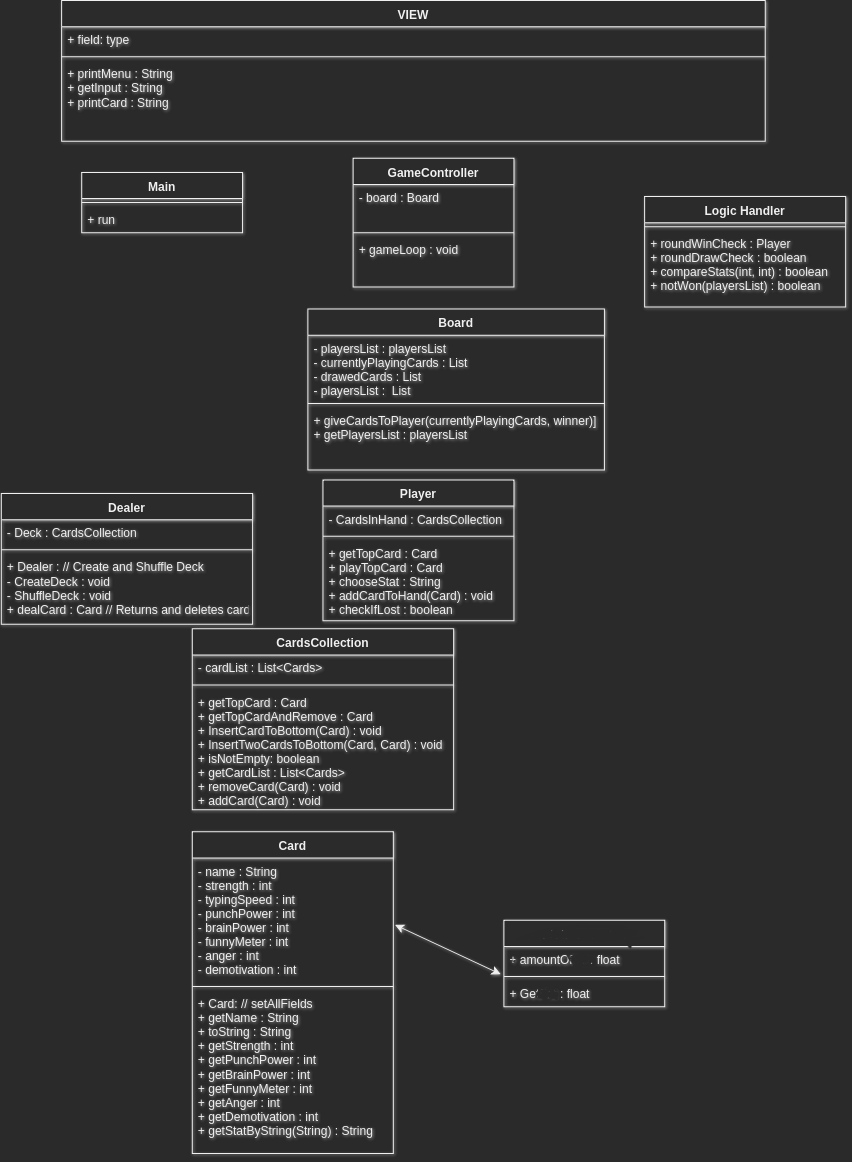 VIEW
+ field: type
+ printMenu : String
+ getInput : String
+ printCard : String
Main
+ run
GameController
- board : Board
+ gameLoop : void
Logic Handler
+ roundWinCheck : Player
+ roundDrawCheck : boolean
+ compareStats(int, int) : boolean
+ notWon(playersList) : boolean
Board
- playersList : playersList
- currentlyPlayingCards : List
- drawedCards : List
- playersList :  List
+ giveCardsToPlayer(currentlyPlayingCards, winner)]
+ getPlayersList : playersList
Dealer
- Deck : CardsCollection
+ Dealer : // Create and Shuffle Deck
- CreateDeck : void
- ShuffleDeck : void
+ dealCard : Card // Returns and deletes card
Player
- CardsInHand : CardsCollection
+ getTopCard : Card
+ playTopCard : Card
+ chooseStat : String
+ addCardToHand(Card) : void
+ checkIfLost : boolean
CardsCollection
- cardList : List<Cards>
+ getTopCard : Card
+ getTopCardAndRemove : Card
+ InsertCardToBottom(Card) : void
+ InsertTwoCardsToBottom(Card, Card) : void
+ isNotEmpty: boolean
+ getCardList : List<Cards>
+ removeCard(Card) : void
+ addCard(Card) : void
Card
- name : String
- strength : int
- typingSpeed : int
- punchPower : int
- brainPower : int
- funnyMeter : int
- anger : int
- demotivation : int
+ Card: // setAllFields
+ getName : String
+ toString : String
+ getStrength : int
+ getPunchPower : int
+ getBrainPower : int
+ getFunnyMeter : int
+ getAnger : int
+ getDemotivation : int
+ getStatByString(String) : String
+ float
+ : float